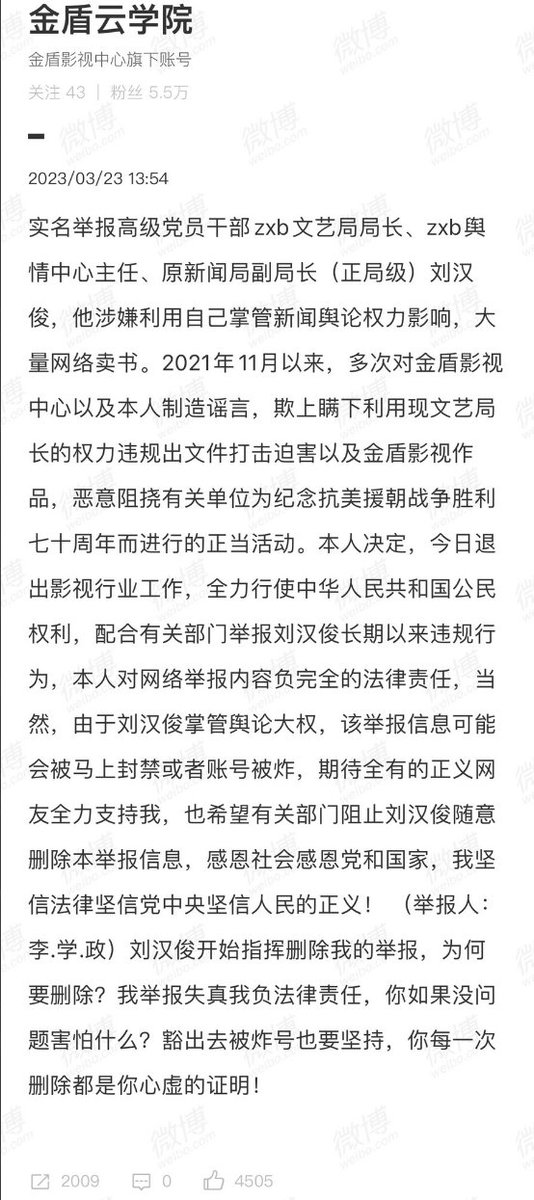 金盾云学院
金盾影视中心旗下账号
关注 43 | 粉丝 5.5万
2023/03/23 13:54
实名举报高级党员干部zxb文艺局局长、zxb舆
情中心主任、原新闻局副局长（正局级）刘汉
俊，他涉嫌利用自己掌管新闻舆论权力影响，大
量网络卖书。2021年11月以来，多次对金盾影视
中心以及本人制造谣言，欺上瞒下利用现文艺局
长的权力违规出文件打击迫害以及金盾影视作
品，恶意阻挠有关单位为纪念抗美援朝战争胜利
七十周年而进行的正当活动。本人决定，今日退
出影视行业工作，全力行使中华人民共和国公民
权利，配合有关部门举报刘汉俊长期以来违规行
为，本人对网络举报内容负完全的法律责任，当
然，由于刘汉俊掌管舆论大权，该举报信息可能
会被马上封禁或者账号被炸，期待全有的正义网
友全力支持我，也希望有关部门阻止刘汉俊随意
删除本举报信息，感恩社会感恩党和国家，我坚
信法律坚信党中央坚信人民的正义！（举报人：
李.学.政）刘汉俊开始指挥删除我的举报，为何
要删除？我举报失真我负法律责任，你如果没问
题害怕什么？豁出去被炸号也要坚持，你每一次
删除都是你心虚的证明！
2009 0 4505
微博
weibo.com